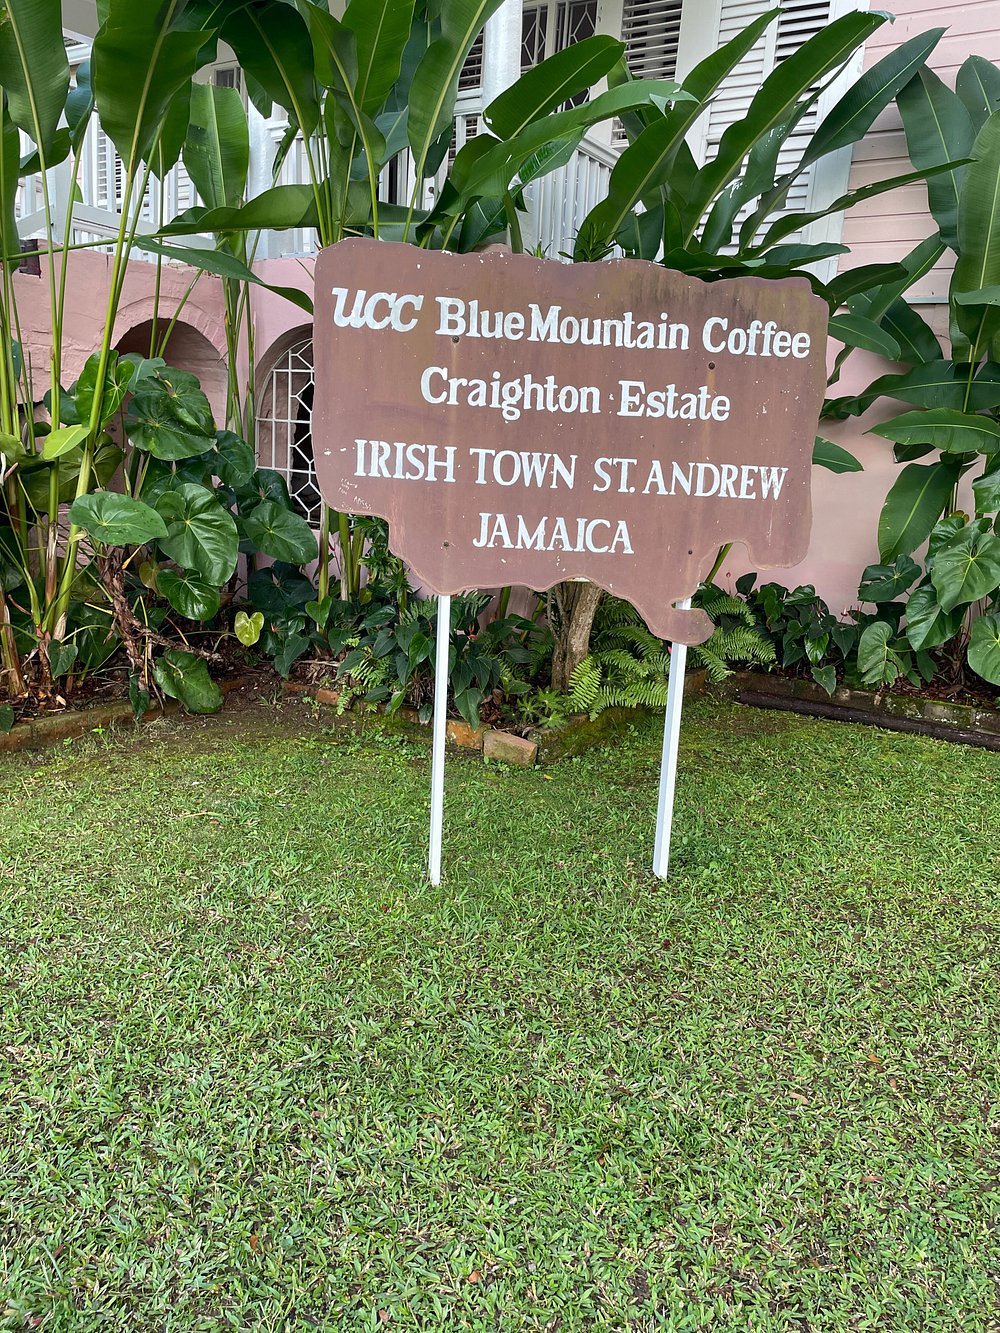 UCC Blue Mountain Coffee
Craighton Estate
IRISH TOWN ST. ANDREW
JAMAICA